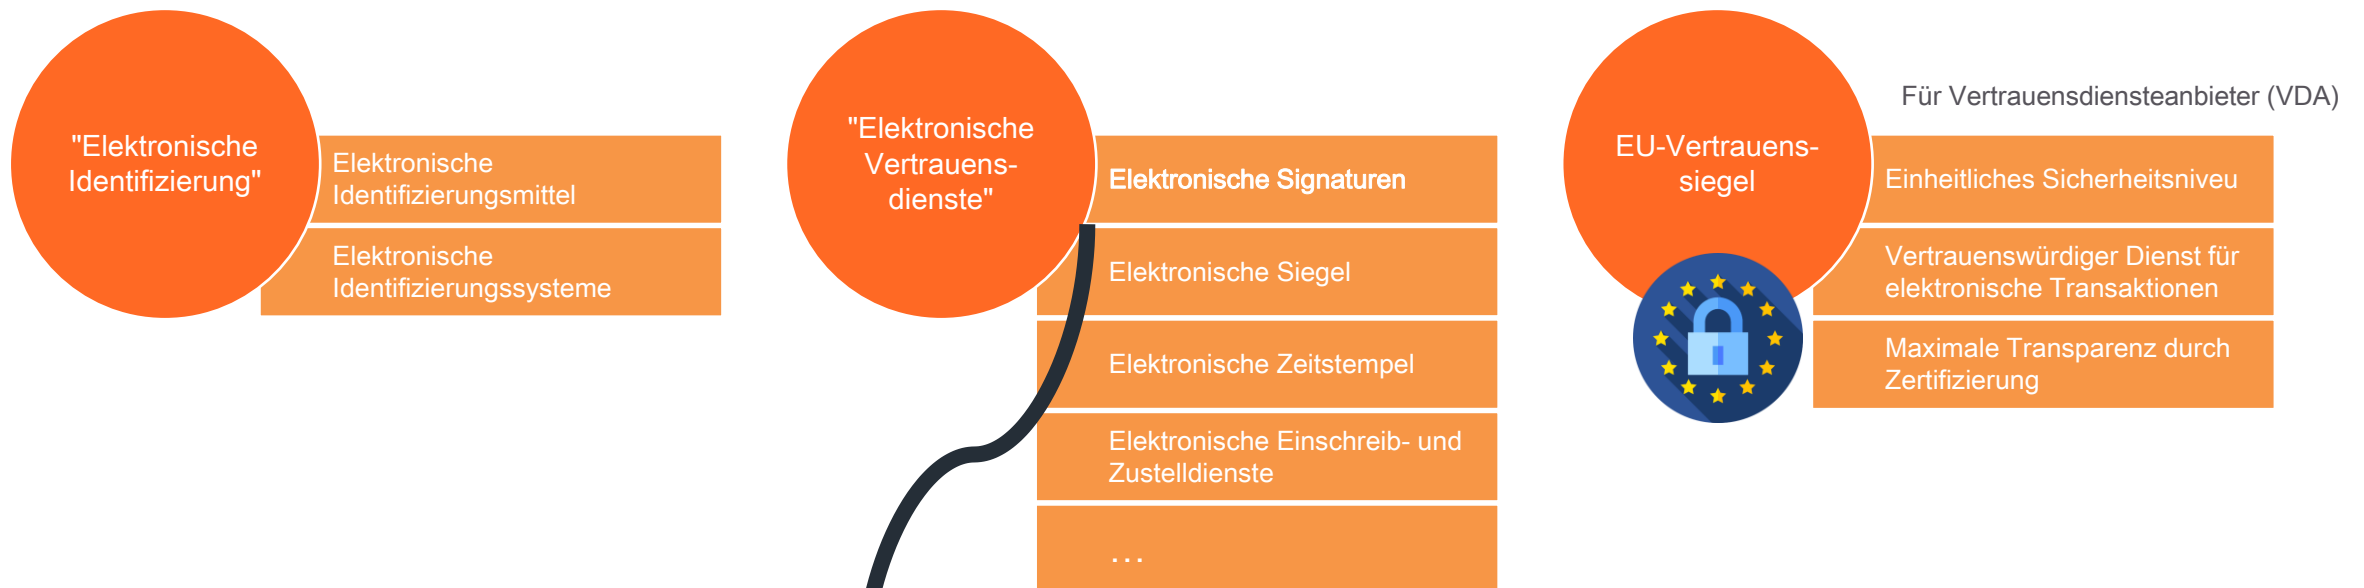 "Elektronische
Identifizierung"
Elektronische
Identifizierungsmittel
Elektronische
Identifizierungssysteme
"Elektronische
Vertrauens-
dienste"
Elektronische Signaturen
Elektronische Siegel
Elektronische Zeitstempel
Elektronische Einschreib- und
Zustelldienste
...
EU-Vertrauens-
siegel
Für Vertrauensdiensteanbieter (VDA)
Einheitliches Sicherheitsniveu
Vertrauenswürdiger Dienst für
elektronische Transaktionen
Maximale Transparenz durch
Zertifizierung